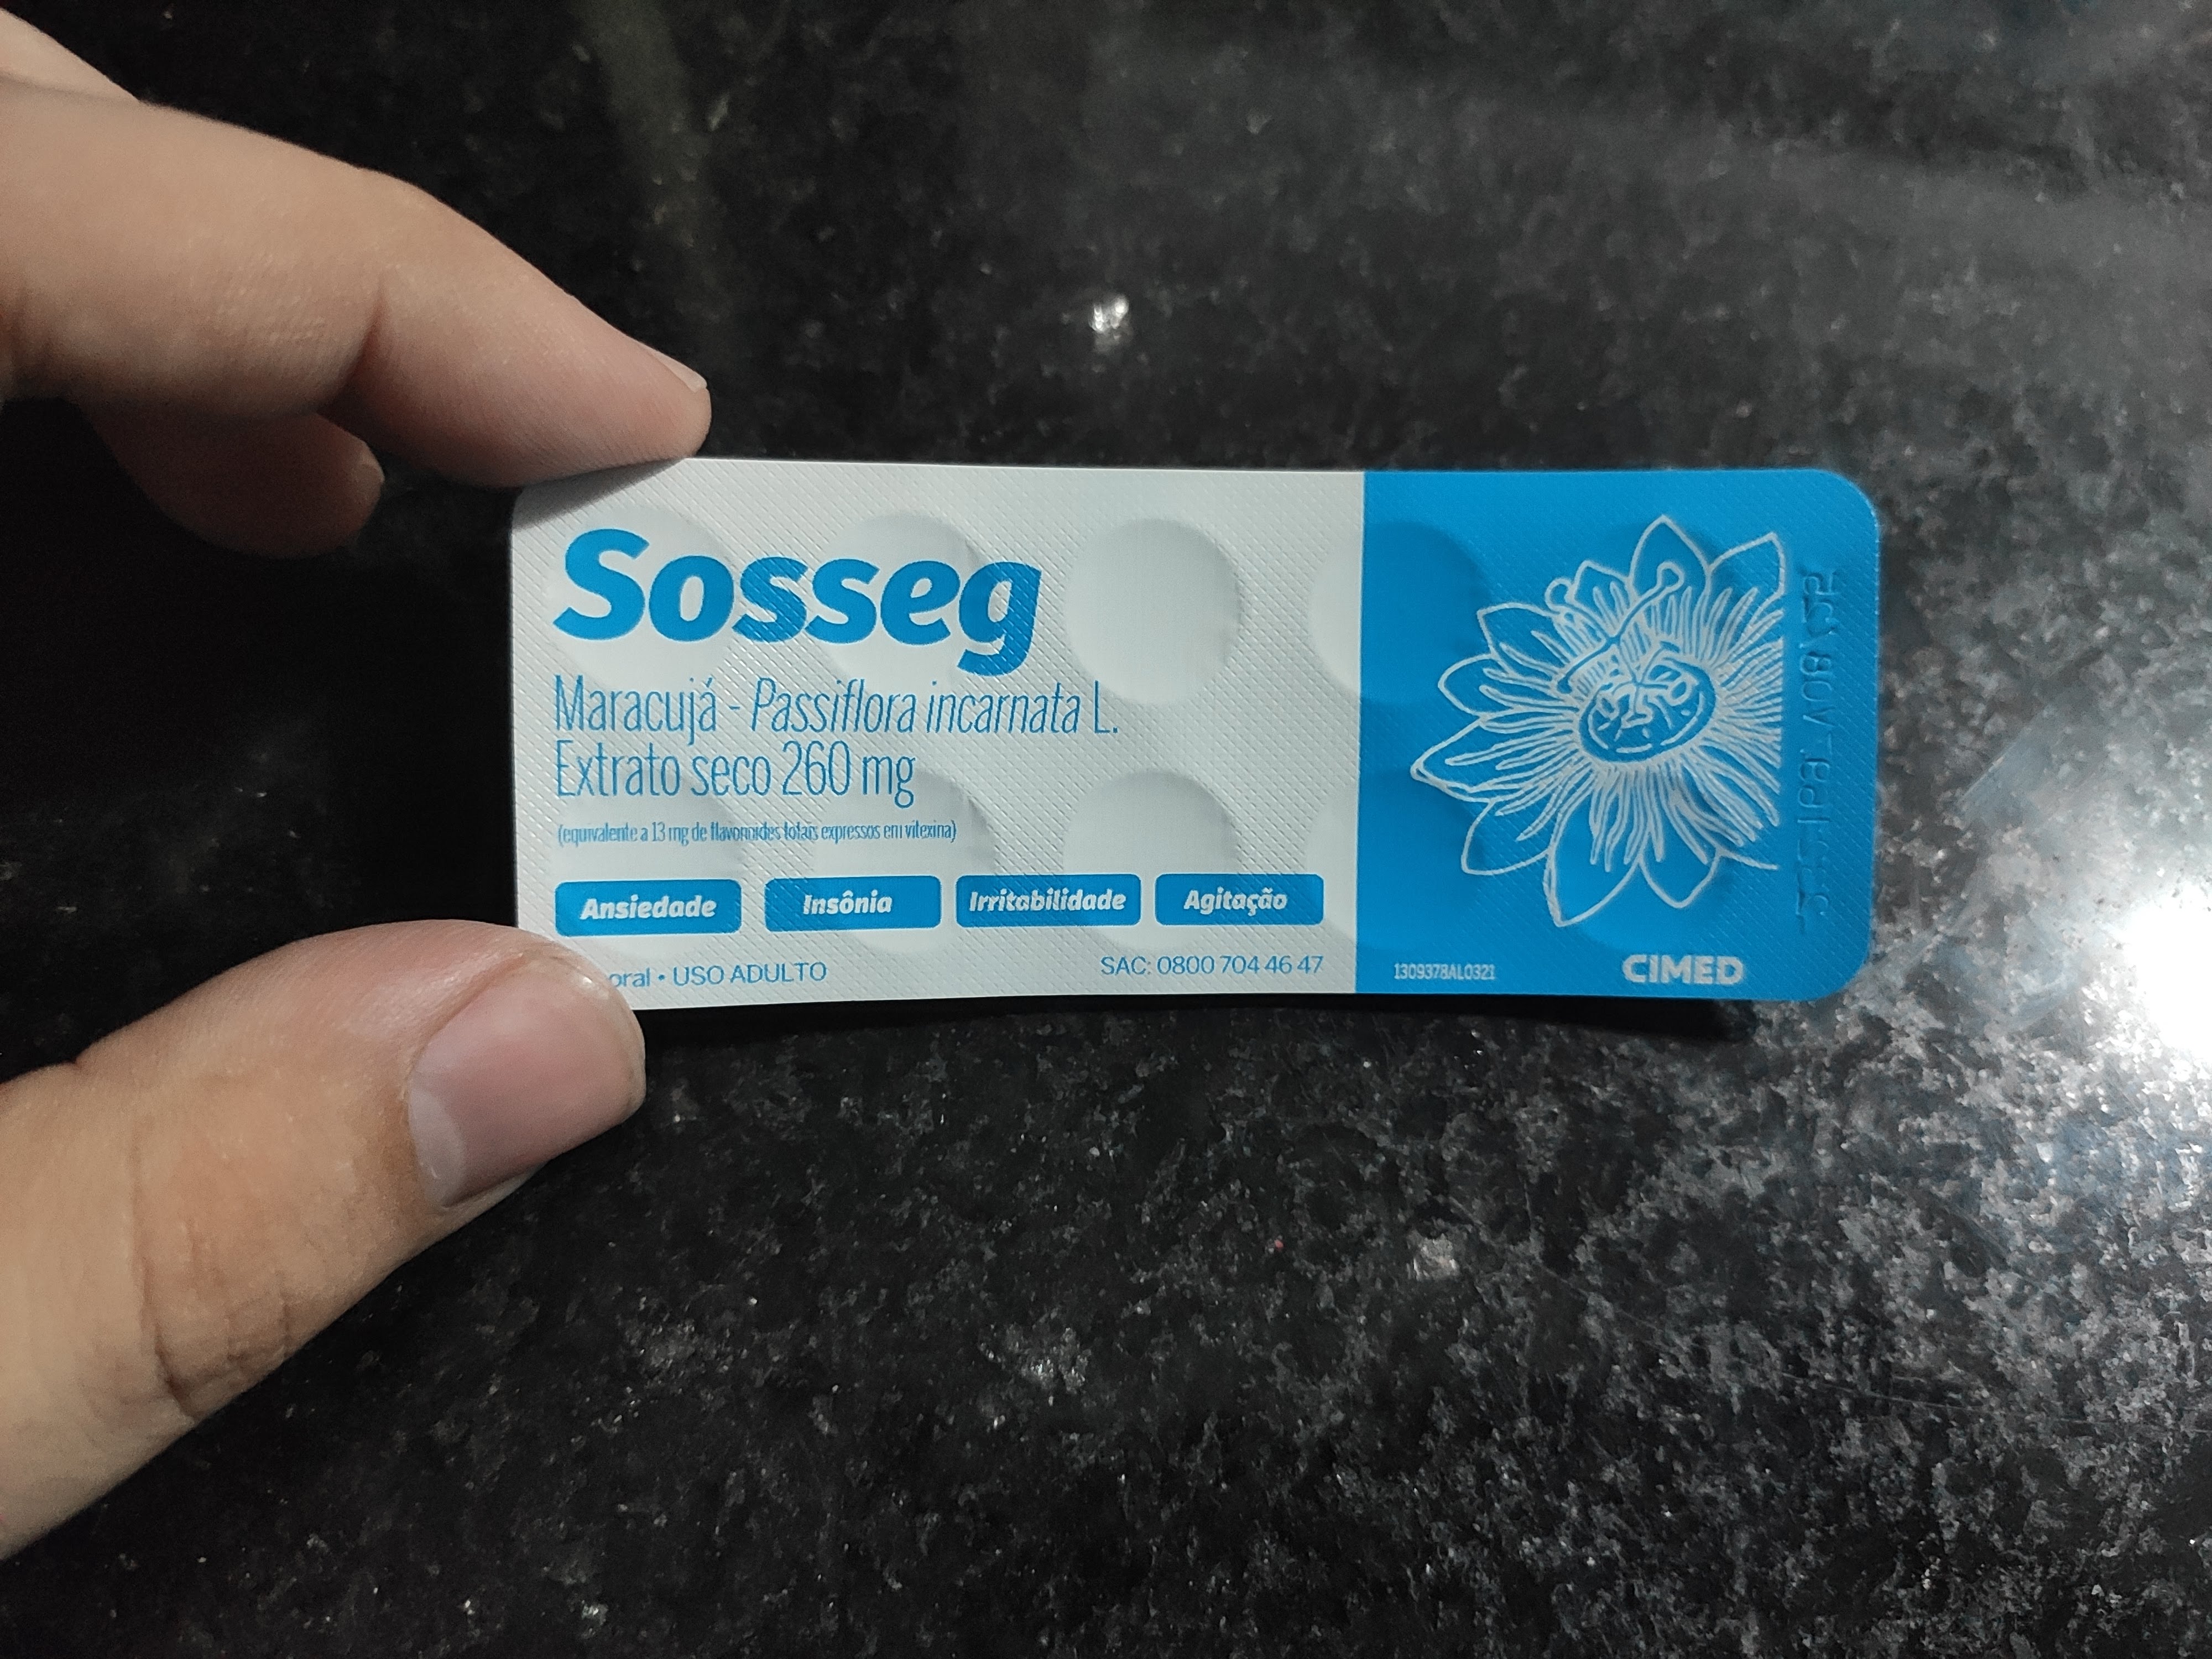 Sosseg
Maracujá - Passiflora incarnata L.
Extrato seco 260 mg
(equivalente a 13 mg de flavonoides totais expressos em vitexina)
Ansiedade Insônia Irritabilidade Agitação
oral • USO ADULTO SAC: 0800 704 46 47
1309378AL0321 CIMED